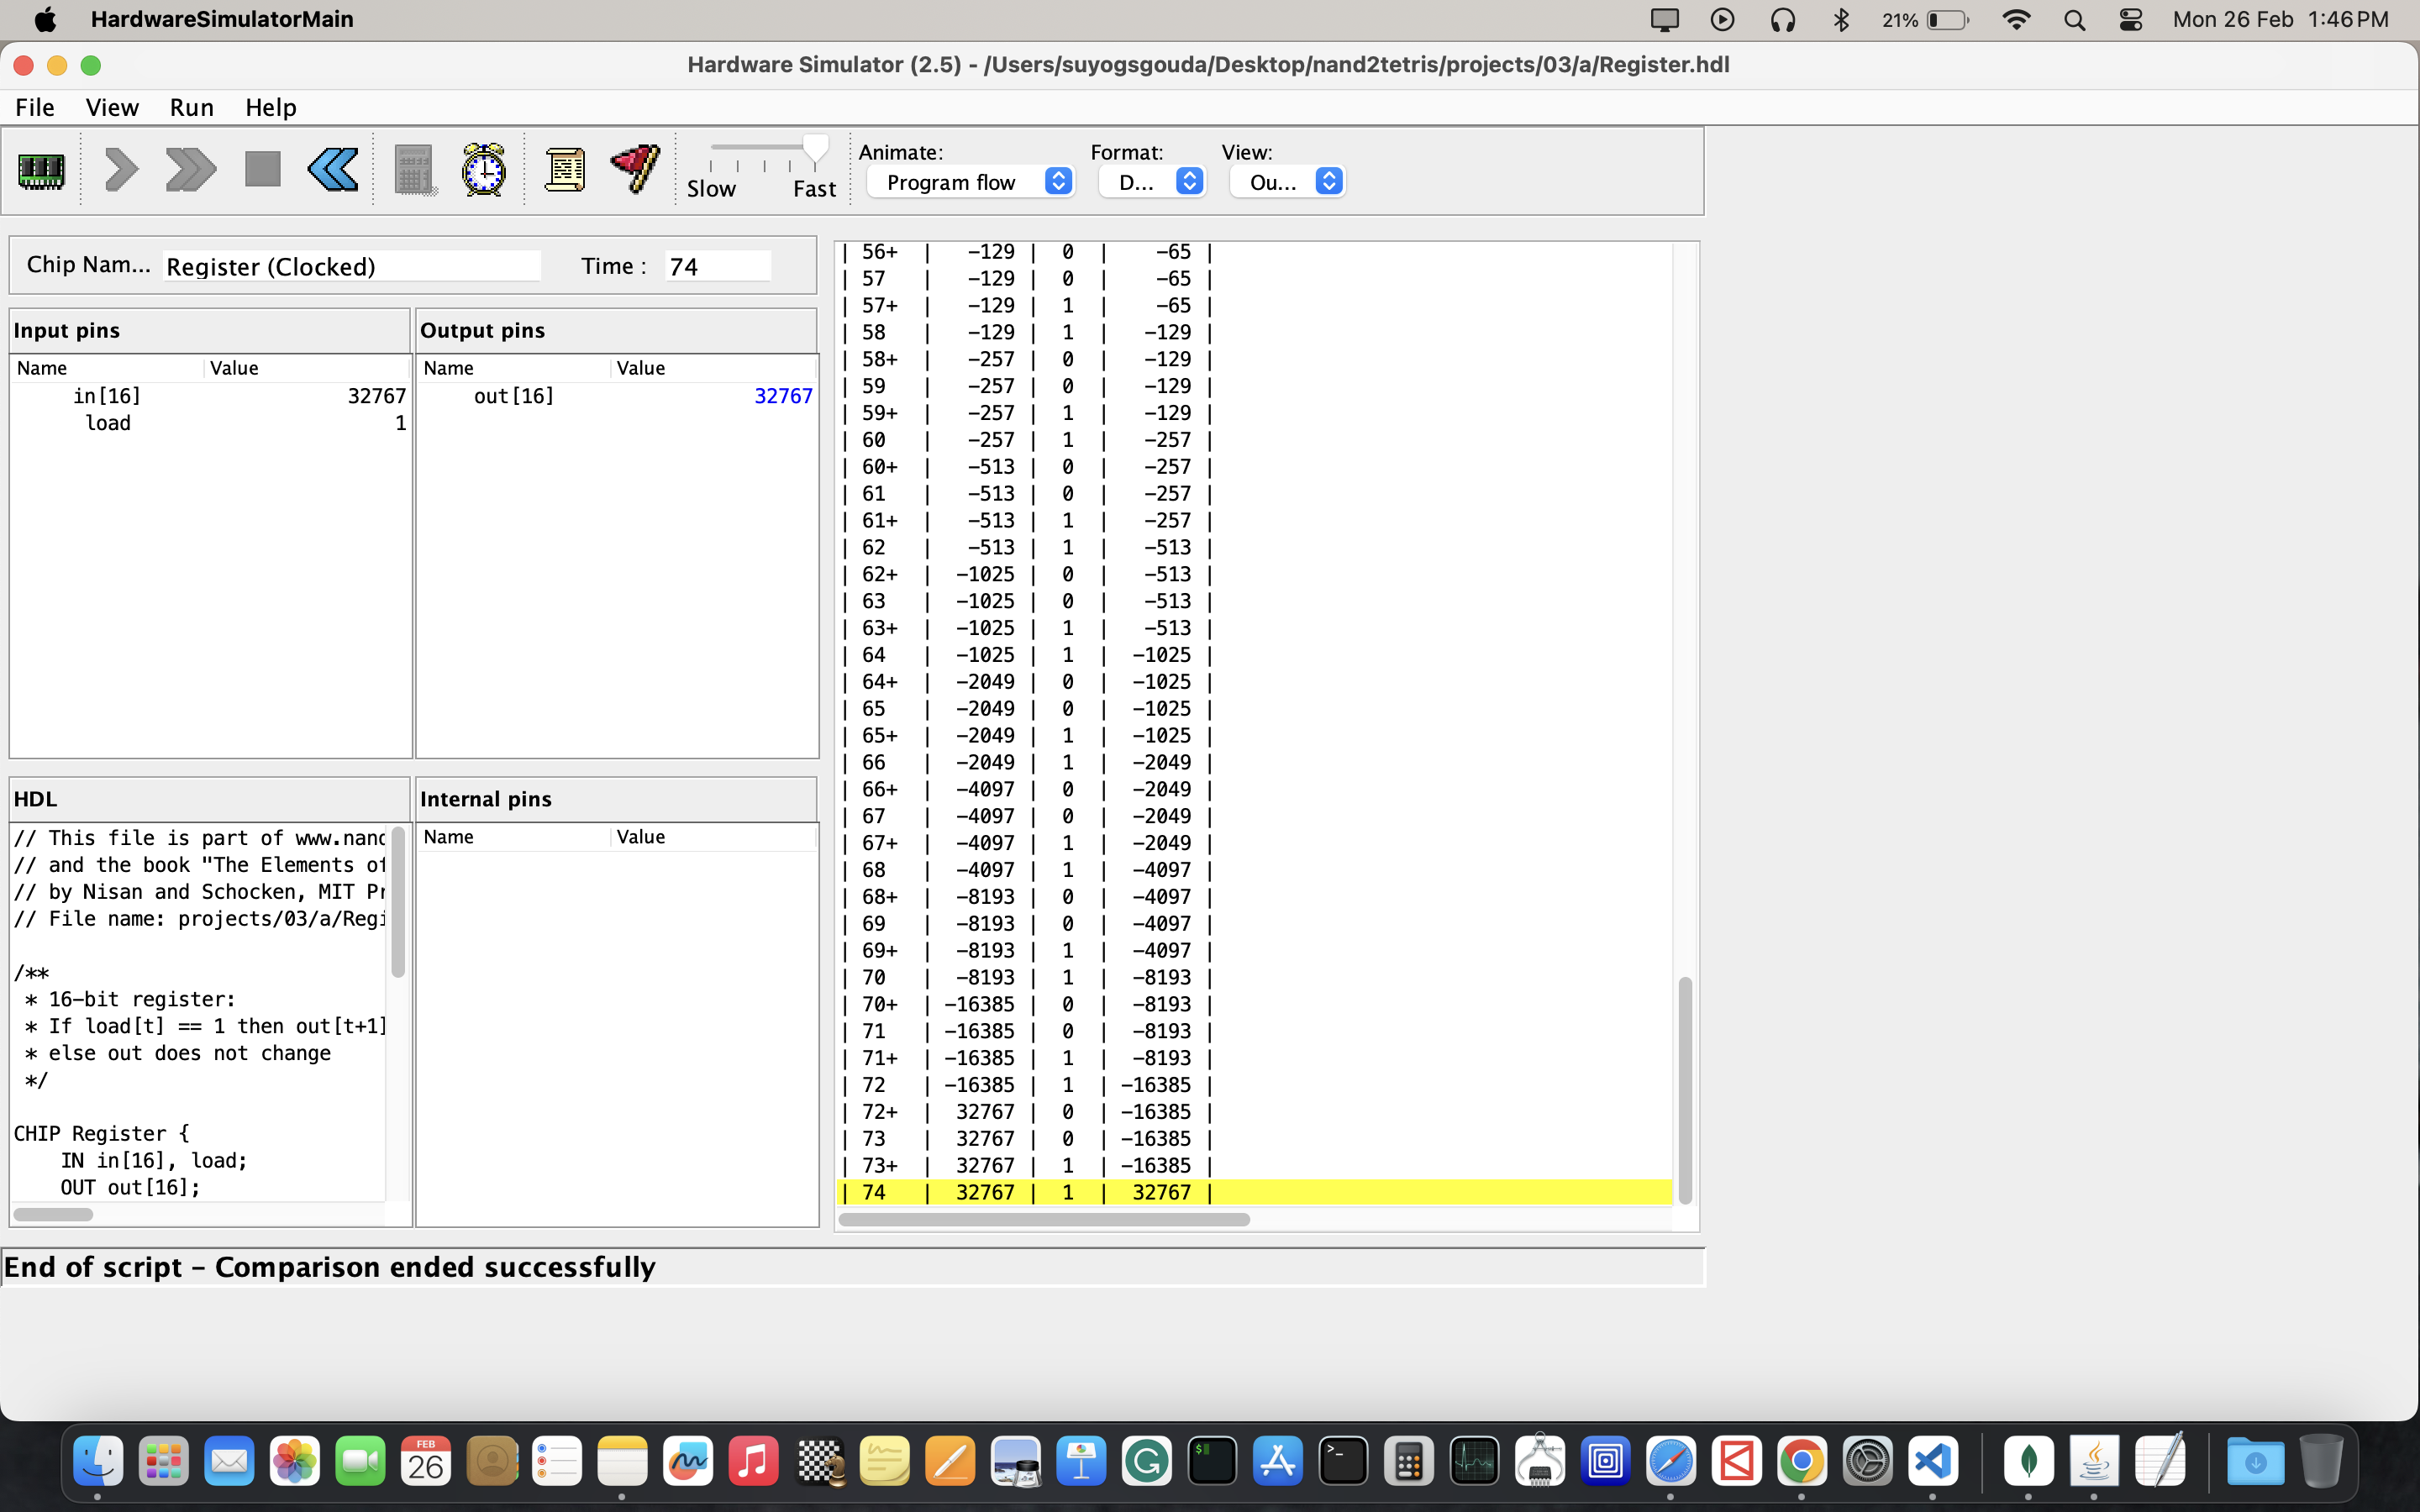 HardwareSimulatorMain
21%
Mon 26 Feb 1:46 PM
Hardware Simulator (2.5) - /Users/suyogsgouda/Desktop/nand2tetris/projects/03/a/Register.hdl
File View Run Help
Slow Fast
Animate:
Program flow
Format:
D...
View:
Ou...
Chip Nam... Register (Clocked) Time : 74
Input pins
Name Value
in[16] 32767
load 1
Output pins
Name Value
out[16] 32767
HDL
// This file is part of www.nand
// and the book "The Elements of
// by Nisan and Schocken, MIT Pr
// File name: projects/03/a/Regi
/**
* 16-bit register:
* If load[t] == 1 then out[t+1]
* else out does not change
*/
CHIP Register {
IN in[16], load;
OUT out[16];
Internal pins
Name Value
| 56+ | -129 | 0 | -65 |
| 57 | -129 | 0 | -65 |
| 57+ | -129 | 1 | -65 |
| 58 | -129 | 1 | -129 |
| 58+ | -257 | 0 | -129 |
| 59 | -257 | 0 | -129 |
| 59+ | -257 | 1 | -129 |
| 60 | -257 | 1 | -257 |
| 60+ | -513 | 0 | -257 |
| 61 | -513 | 0 | -257 |
| 61+ | -513 | 1 | -257 |
| 62 | -513 | 1 | -513 |
| 62+ | -1025 | 0 | -513 |
| 63 | -1025 | 0 | -513 |
| 63+ | -1025 | 1 | -513 |
| 64 | -1025 | 1 | -1025 |
| 64+ | -2049 | 0 | -1025 |
| 65 | -2049 | 0 | -1025 |
| 65+ | -2049 | 1 | -1025 |
| 66 | -2049 | 1 | -2049 |
| 66+ | -4097 | 0 | -2049 |
| 67 | -4097 | 0 | -2049 |
| 67+ | -4097 | 1 | -2049 |
| 68 | -4097 | 1 | -4097 |
| 68+ | -8193 | 0 | -4097 |
| 69 | -8193 | 0 | -4097 |
| 69+ | -8193 | 1 | -4097 |
| 70 | -8193 | 1 | -8193 |
| 70+ | -16385 | 0 | -8193 |
| 71 | -16385 | 0 | -8193 |
| 71+ | -16385 | 1 | -8193 |
| 72 | -16385 | 1 | -16385 |
| 72+ | 32767 | 0 | -16385 |
| 73 | 32767 | 0 | -16385 |
| 73+ | 32767 | 1 | -16385 |
| 74 | 32767 | 1 | 32767 |
End of script - Comparison ended successfully
FEB
26